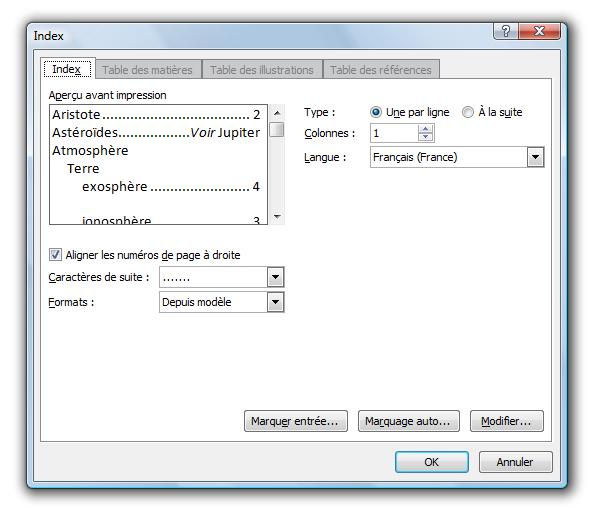 Index
Index Table des matières Table des illustrations Table des références
Aperçu avant impression
Aristote ................................ 2
Astéroïdes...................Voir Jupiter
Atmosphère
Terre
exosphère ...................... 4
ionosphère 3
Type : Une par ligne À la suite
Colonnes : 1
Langue : Français (France)
Aligner les numéros de page à droite
Caractères de suite : .......
Formats : Depuis modèle
Marquer entrée... Marquage auto... Modifier...
OK Annuler